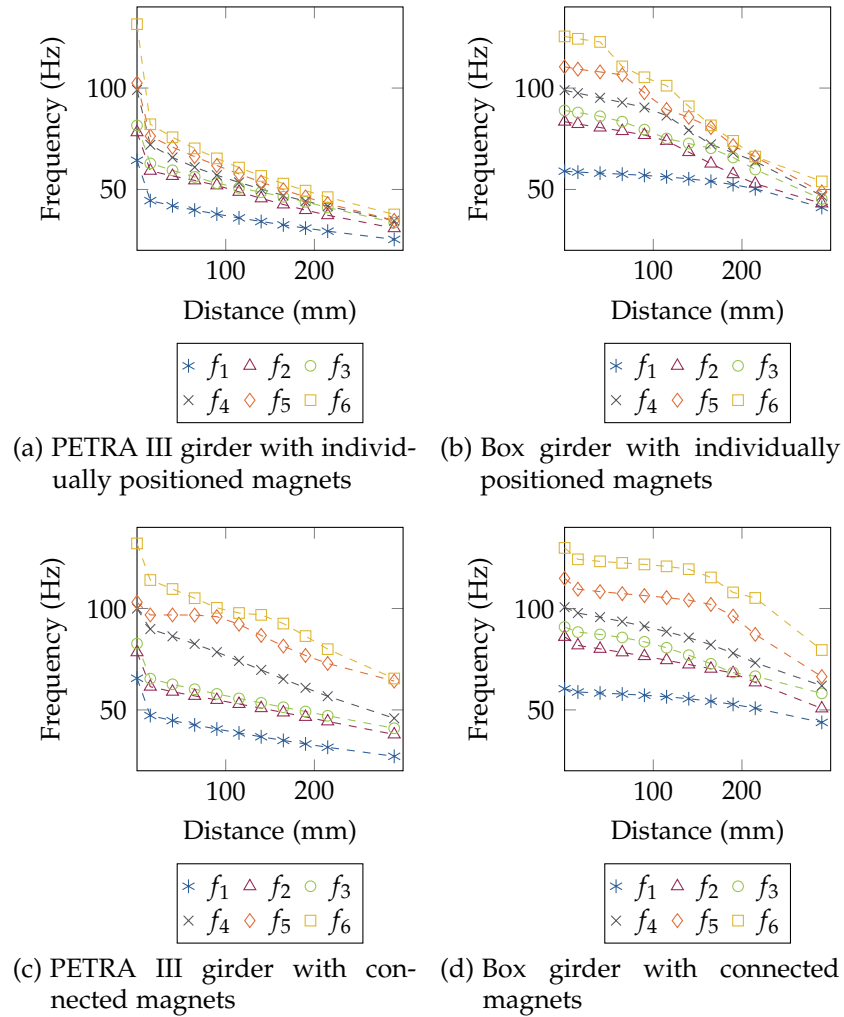 Frequency (Hz)
100
50
100
200
Distance (mm)
f1 f2 f3
f4 f5 f6
(a) PETRA III girder with individ-
ually positioned magnets
Frequency (Hz)
100
50
100
200
Distance (mm)
f1 f2 f3
f4 f5 f6
(b) Box girder with individually
positioned magnets
Frequency (Hz)
100
50
100
200
Distance (mm)
f1 f2 f3
f4 f5 f6
(c) PETRA III girder with con-
nected magnets
Frequency (Hz)
100
50
100
200
Distance (mm)
f1 f2 f3
f4 f5 f6
(d) Box girder with connected
magnets